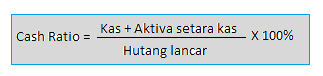 Cash Ratio = Kas + Aktiva setara kas X 100%
Hutang lancar